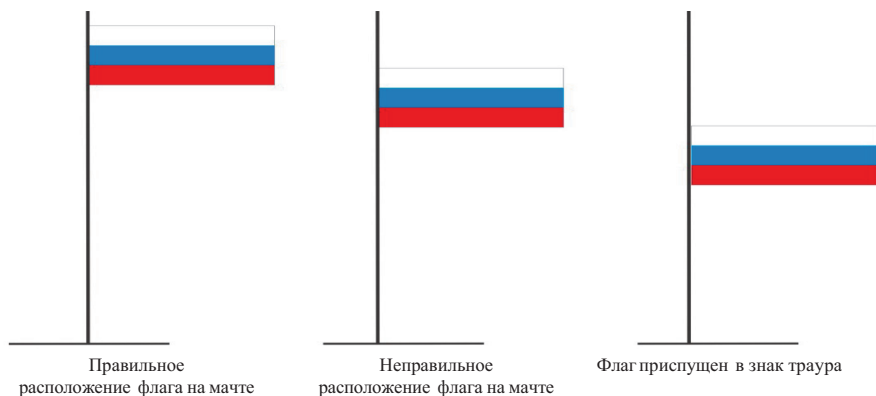 Правильное
расположение флага на мачте
Неправильное
расположение флага на мачте
Флаг приспущен в знак траура